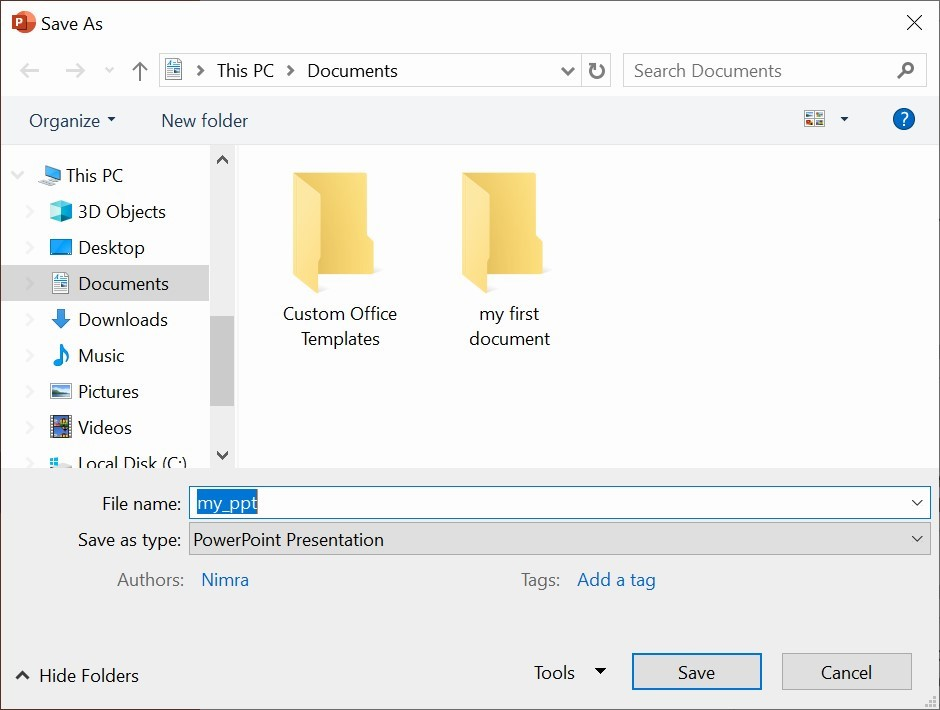 Save As
This PC > Documents
Search Documents
Organize
New folder
This PC
3D Objects
Desktop
Documents
Downloads
Music
Pictures
Videos
Local Disk (C:)
Custom Office
Templates
my first
document
File name: my_ppt
Save as type: PowerPoint Presentation
Authors: Nimra
Tags: Add a tag
Hide Folders
Tools
Save
Cancel